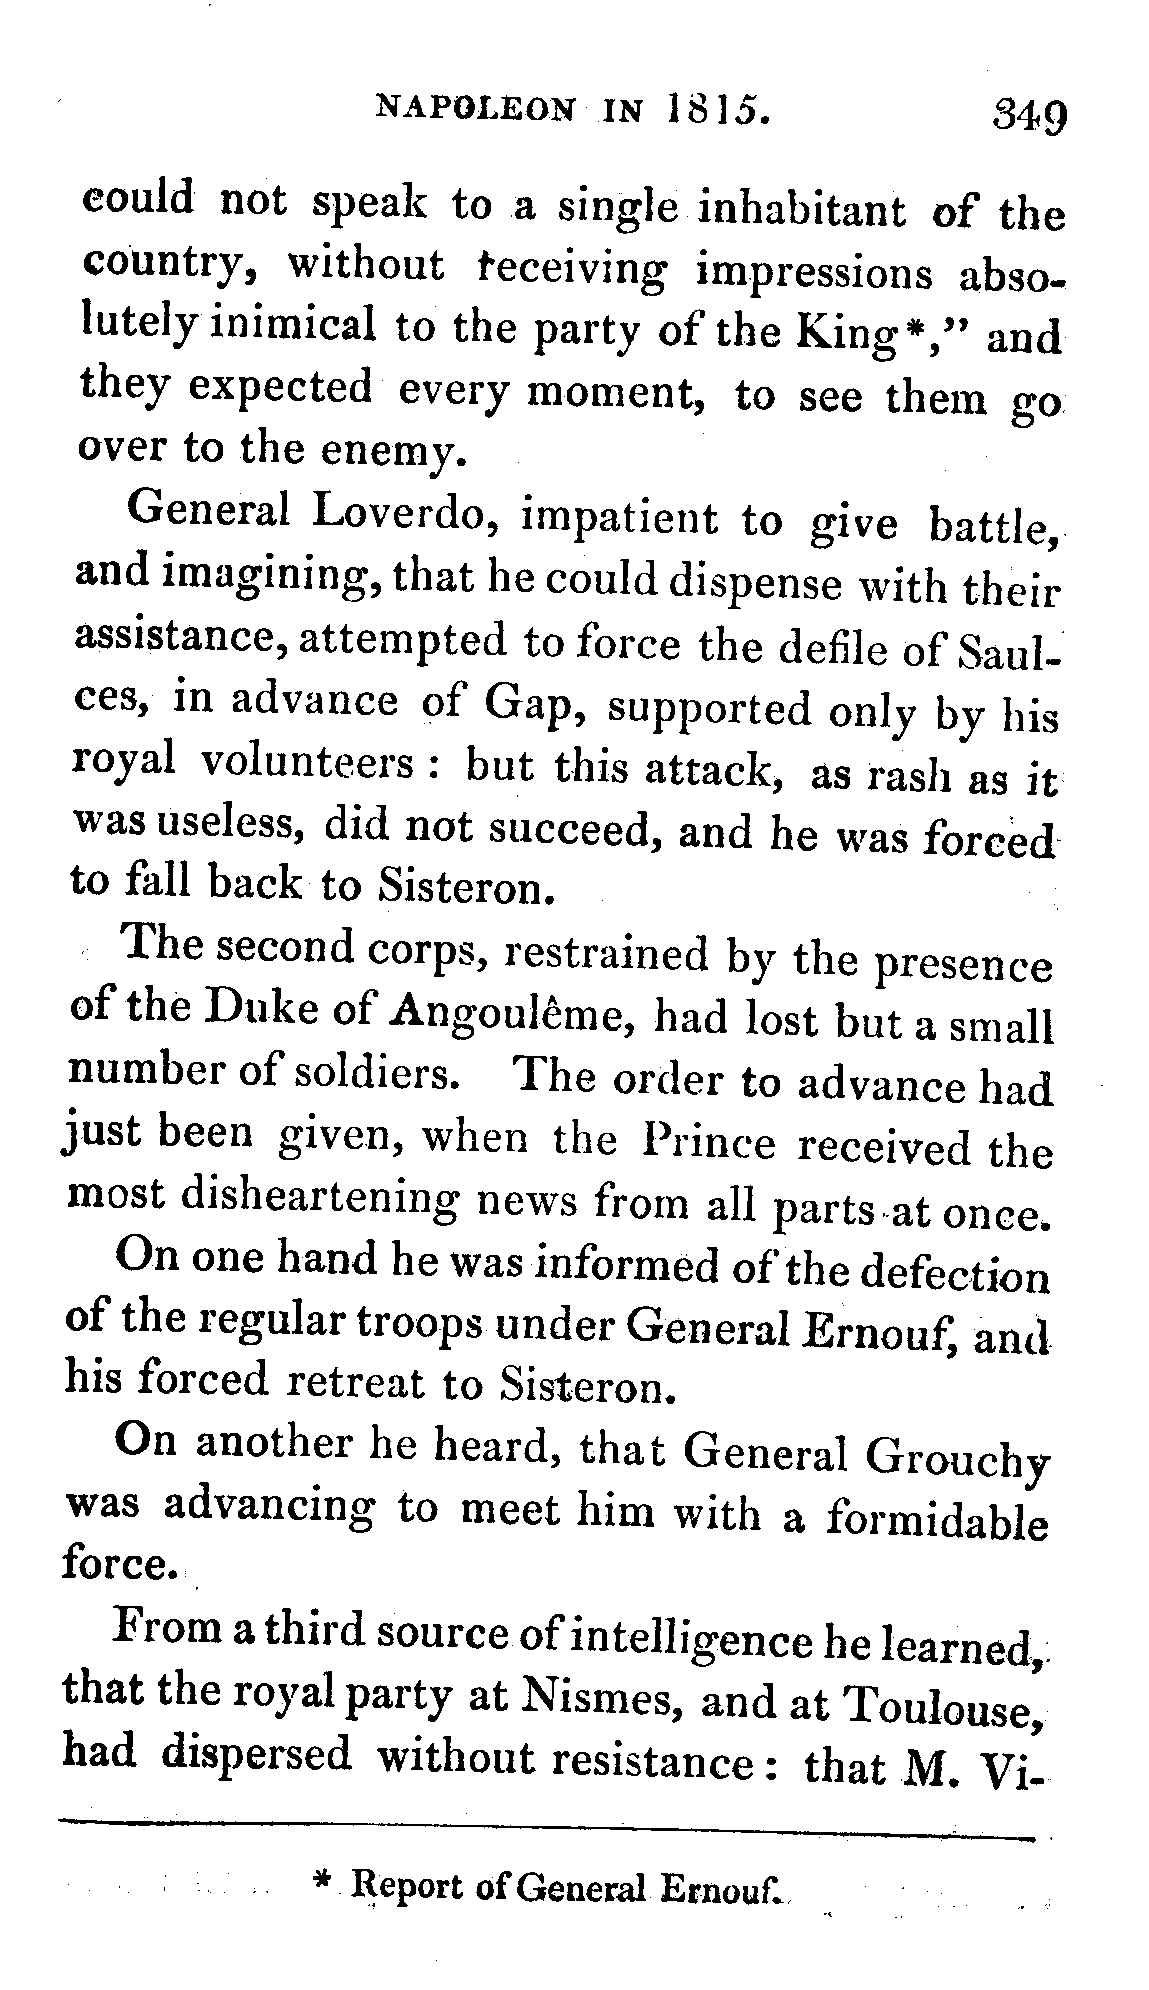 NAPOLEON IN 1815. 349
could not speak to a single inhabitant of the
country, without receiving impressions abso-
lutely inimical to the party of the King*,” and
they expected every moment, to see them go
over to the enemy.
General Loverdo, impatient to give battle,
and imagining, that he could dispense with their
assistance, attempted to force the defile of Saul-
ces, in advance of Gap, supported only by his
royal volunteers : but this attack, as rash as it
was useless, did not succeed, and he was forced
to fall back to Sisteron.
The second corps, restrained by the presence
of the Duke of Angoulême, had lost but a small
number of soldiers. The order to advance had
just been given, when the Prince received the
most disheartening news from all parts at once.
On one hand he was informed of the defection
of the regular troops under General Ernouf, and
his forced retreat to Sisteron.
On another he heard, that General Grouchy
was advancing to meet him with a formidable
force.
From a third source of intelligence he learned,
that the royal party at Nismes, and at Toulouse,
had dispersed without resistance : that M. Vi-
* Report of General Ernouf.